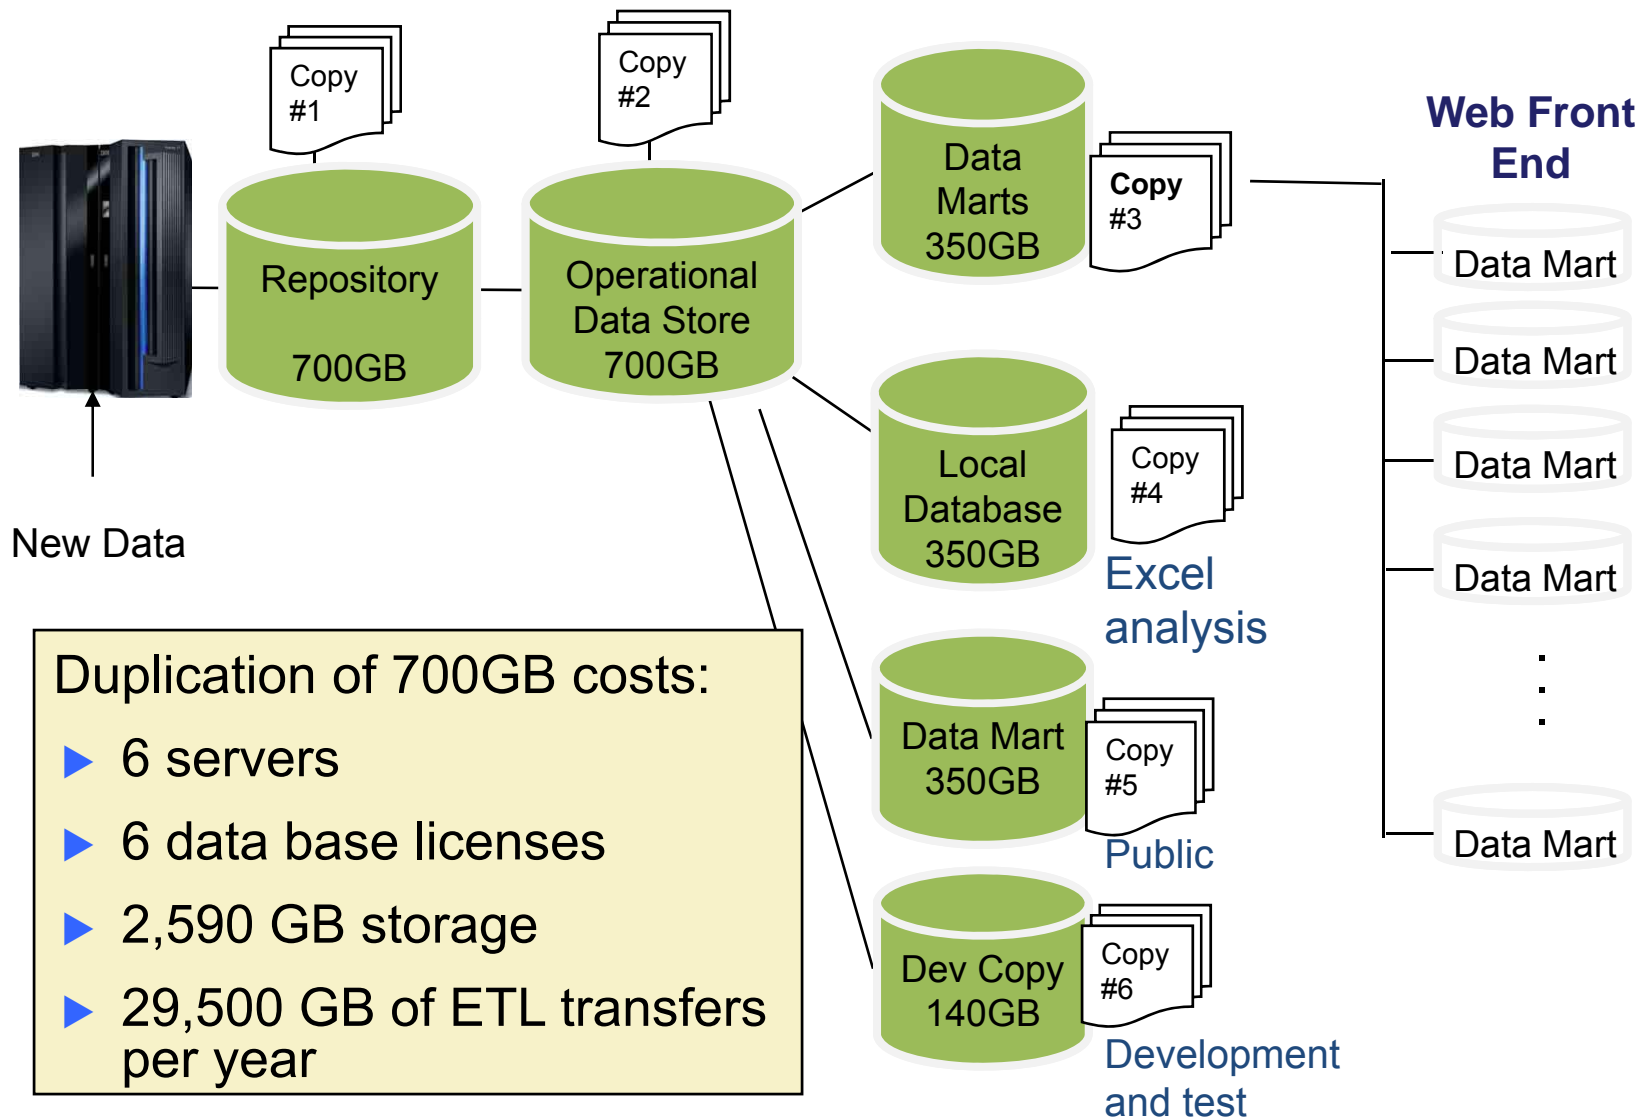 Copy
#1
Copy
#2
Data
Marts
350GB
Copy
#3
Web Front
End
Data Mart
Data Mart
Data Mart
Data Mart
.
.
.
Data Mart
Repository
700GB
Operational
Data Store
700GB
New Data
Local
Database
350GB
Copy
#4
Excel
analysis
Data Mart
350GB
Copy
#5
Public
Dev Copy
140GB
Copy
#6
Development
and test
Duplication of 700GB costs:
6 servers
6 data base licenses
2,590 GB storage
29,500 GB of ETL transfers
per year